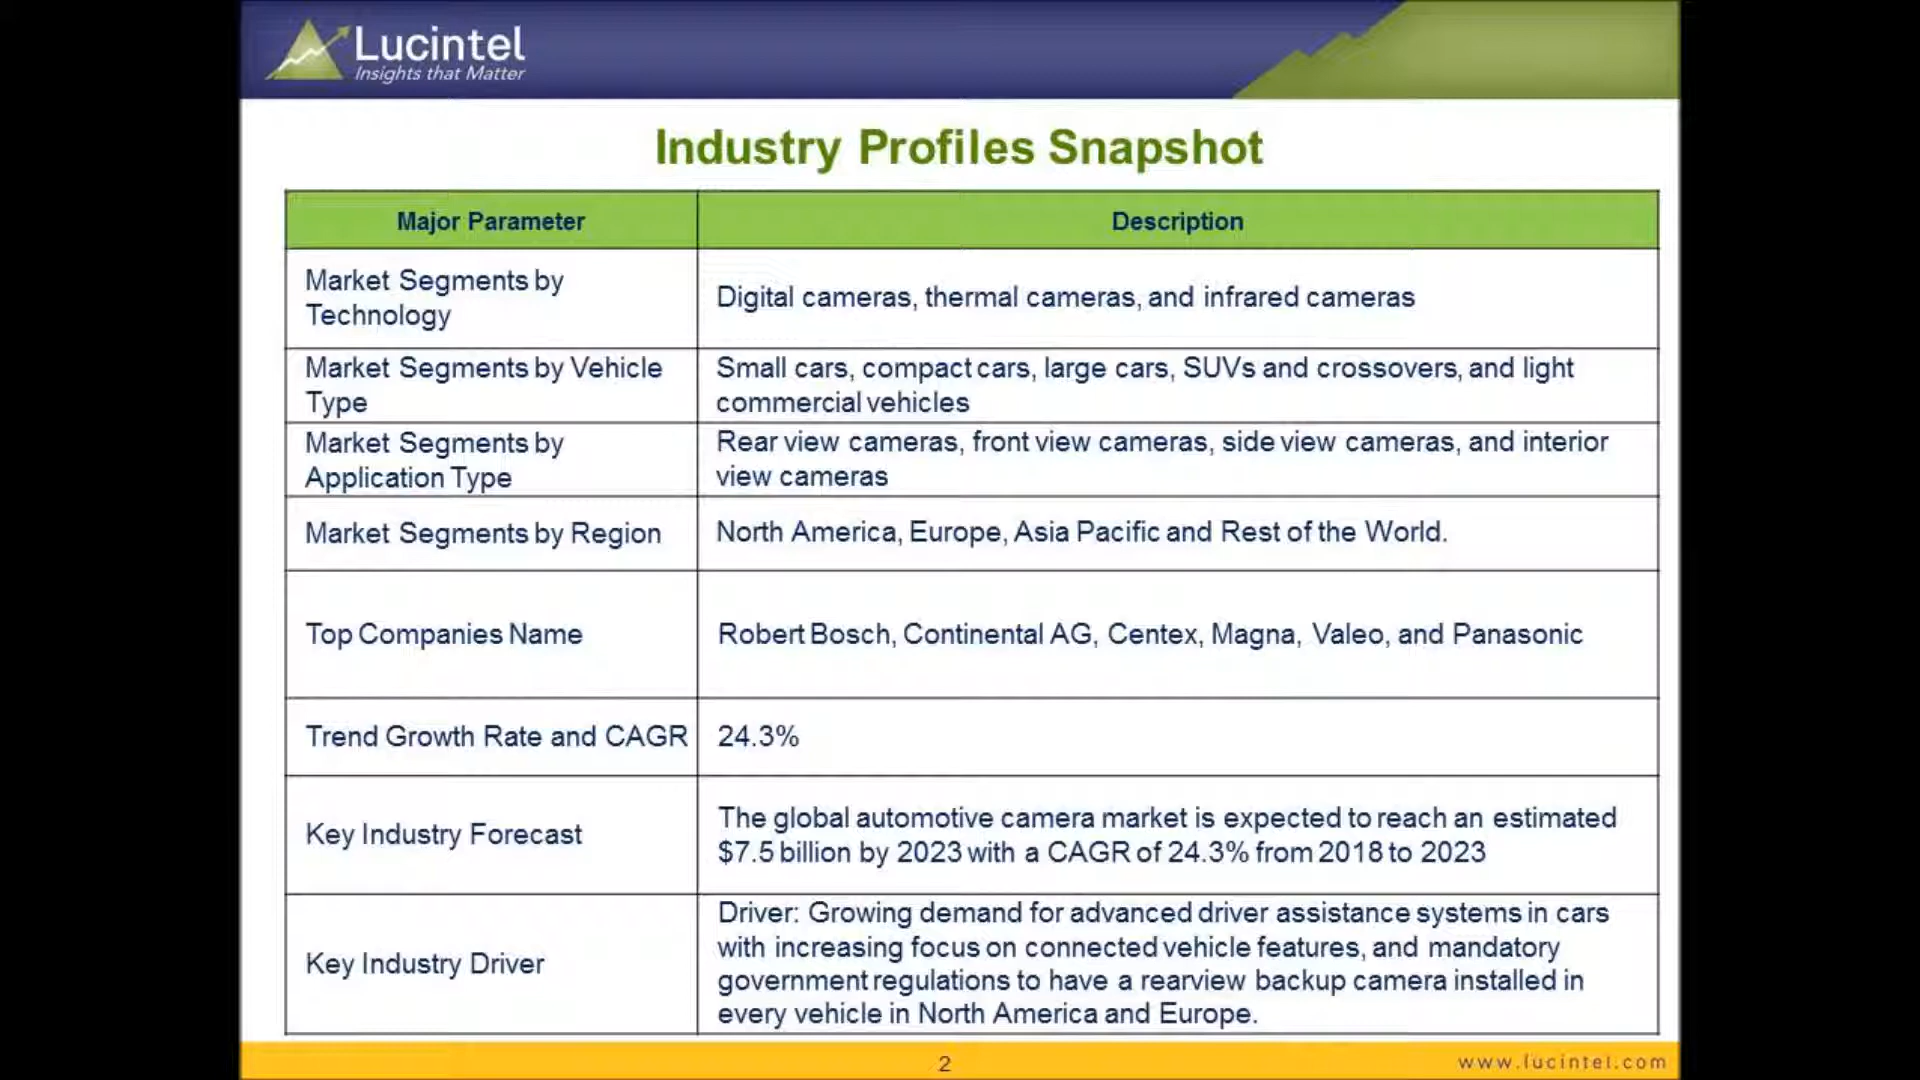 Lucintel
Insights that Matter
Industry Profiles Snapshot
Major Parameter
Description
Market Segments by
Technology
Digital cameras, thermal cameras, and infrared cameras
Market Segments by Vehicle
Type
Small cars, compact cars, large cars, SUVs and crossovers, and light
commercial vehicles
Market Segments by
Application Type
Rear view cameras, front view cameras, side view cameras, and interior
view cameras
Market Segments by Region
North America, Europe, Asia Pacific and Rest of the World.
Top Companies Name
Robert Bosch, Continental AG, Centex, Magna, Valeo, and Panasonic
Trend Growth Rate and CAGR
24.3%
Key Industry Forecast
The global automotive camera market is expected to reach an estimated
$7.5 billion by 2023 with a CAGR of 24.3% from 2018 to 2023
Key Industry Driver
Driver: Growing demand for advanced driver assistance systems in cars
with increasing focus on connected vehicle features, and mandatory
government regulations to have a rearview backup camera installed in
every vehicle in North America and Europe.
2
www.lucintel.com